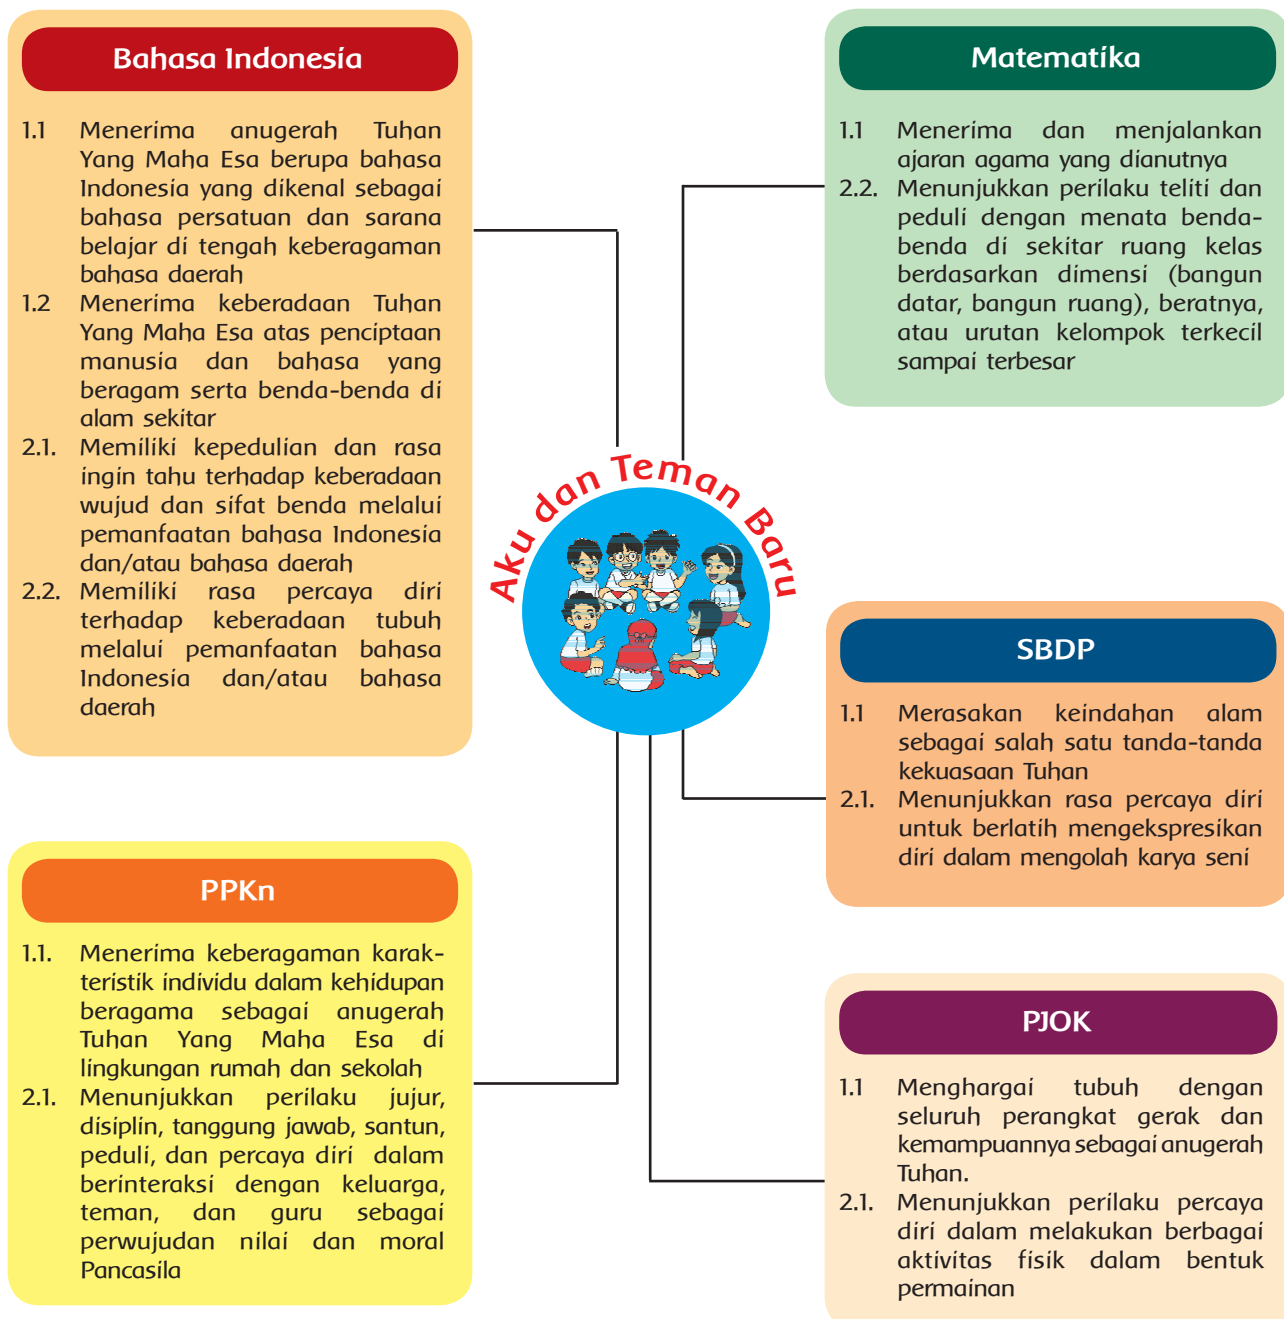 Bahasa Indonesia
1.1 Menerima anugerah Tuhan
Yang Maha Esa berupa bahasa
Indonesia yang dikenal sebagai
bahasa persatuan dan sarana
belajar di tengah keberagaman
bahasa daerah
1.2 Menerima keberadaan Tuhan
Yang Maha Esa atas penciptaan
manusia dan bahasa yang
beragam serta benda-benda di
alam sekitar
2.1. Memiliki kepedulian dan rasa
ingin tahu terhadap keberadaan
wujud dan sifat benda melalui
pemanfaatan bahasa Indonesia
dan/atau bahasa daerah
2.2. Memiliki rasa percaya diri
terhadap keberadaan tubuh
melalui pemanfaatan bahasa
Indonesia dan/atau bahasa
daerah
Matematika
1.1 Menerima dan menjalankan
ajaran agama yang dianutnya
2.2. Menunjukkan perilaku teliti dan
peduli dengan menata benda-
benda di sekitar ruang kelas
berdasarkan dimensi (bangun
datar, bangun ruang), beratnya,
atau urutan kelompok terkecil
sampai terbesar
Aku dan Teman Baru
SBDP
1.1 Merasakan keindahan alam
sebagai salah satu tanda-tanda
kekuasaan Tuhan
2.1. Menunjukkan rasa percaya diri
untuk berlatih mengekspresikan
diri dalam mengolah karya seni
PPKn
1.1. Menerima keberagaman karak-
teristik individu dalam kehidupan
beragama sebagai anugerah
Tuhan Yang Maha Esa di
lingkungan rumah dan sekolah
2.1. Menunjukkan perilaku jujur,
disiplin, tanggung jawab, santun,
peduli, dan percaya diri dalam
berinteraksi dengan keluarga,
teman, dan guru sebagai
perwujudan nilai dan moral
Pancasila
PJOK
1.1 Menghargai tubuh dengan
seluruh perangkat gerak dan
kemampuannya sebagai anugerah
Tuhan.
2.1. Menunjukkan perilaku percaya
diri dalam melakukan berbagai
aktivitas fisik dalam bentuk
permainan